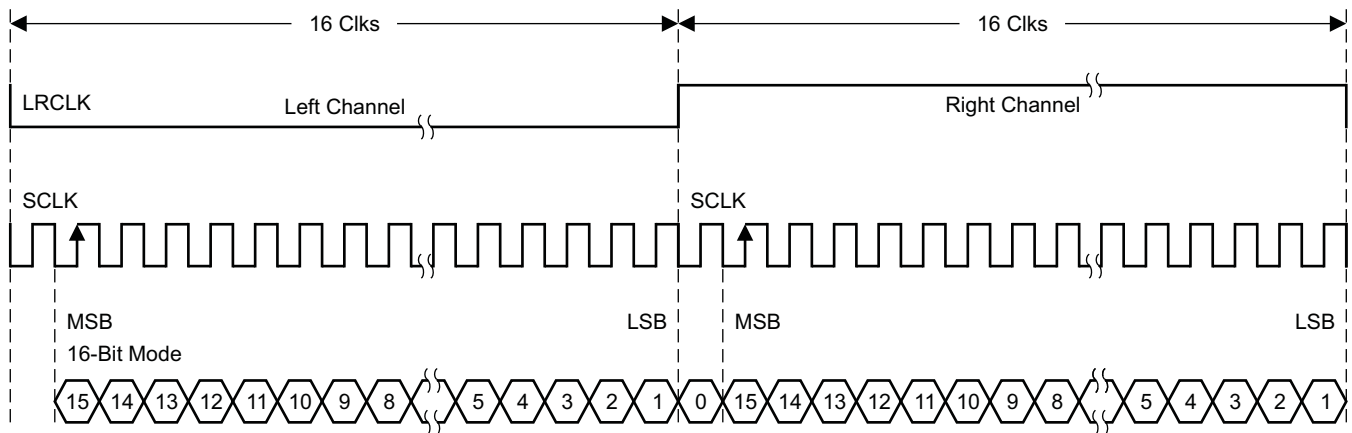 16 Clks 16 Clks
LRCLK Left Channel Right Channel
SCLK SCLK
MSB LSB MSB LSB
16-Bit Mode
15 14 13 12 11 10 9 8 5 4 3 2 1 0 15 14 13 12 11 10 9 8 5 4 3 2 1